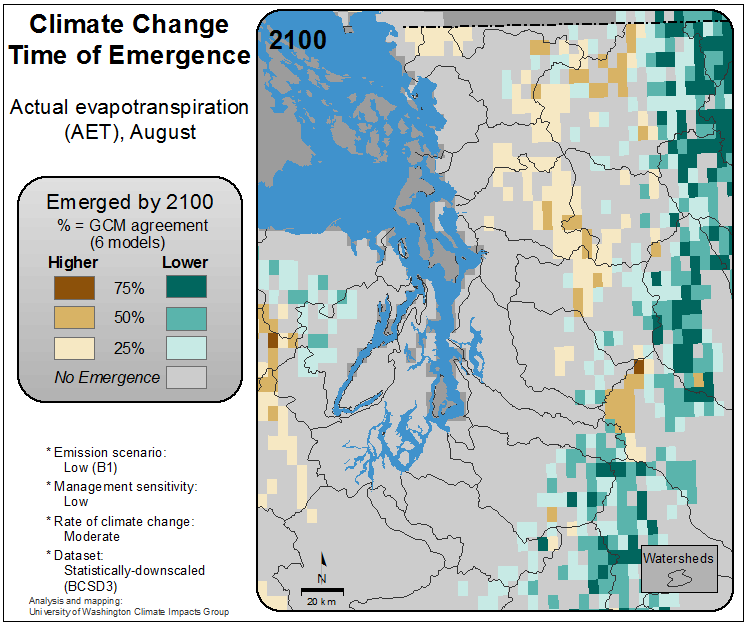 Climate Change
Time of Emergence
Actual evapotranspiration
(AET), August
Emerged by 2100
% = GCM agreement
(6 models)
Higher Lower
75%
50%
25%
No Emergence
* Emission scenario:
Low (B1)
* Management sensitivity:
Low
* Rate of climate change:
Moderate
* Dataset:
Statistically-downscaled
(BCSD3)
Analysis and mapping:
University of Washington Climate Impacts Group
2100
N
20 km
Watersheds